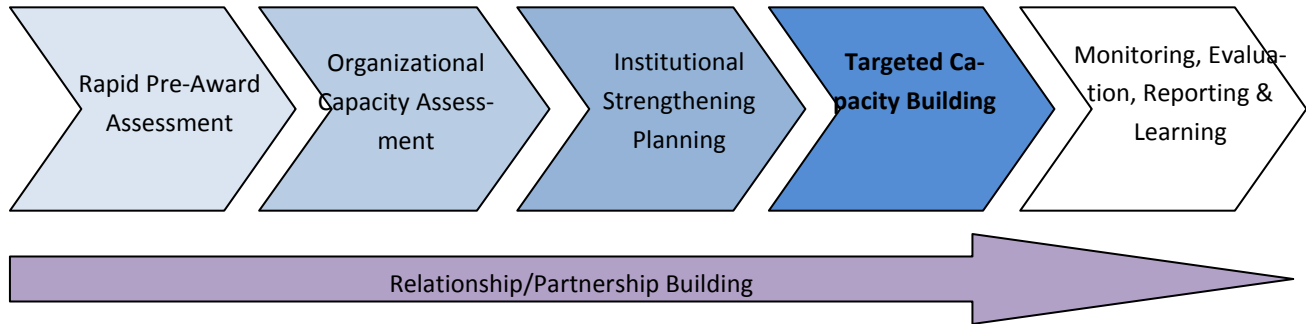 Rapid Pre-Award
Assessment
Organizational
Capacity Assess-
ment
Institutional
Strengthening
Planning
Targeted Ca-
pacity Building
Monitoring, Evalua-
tion, Reporting &
Learning
Relationship/Partnership Building